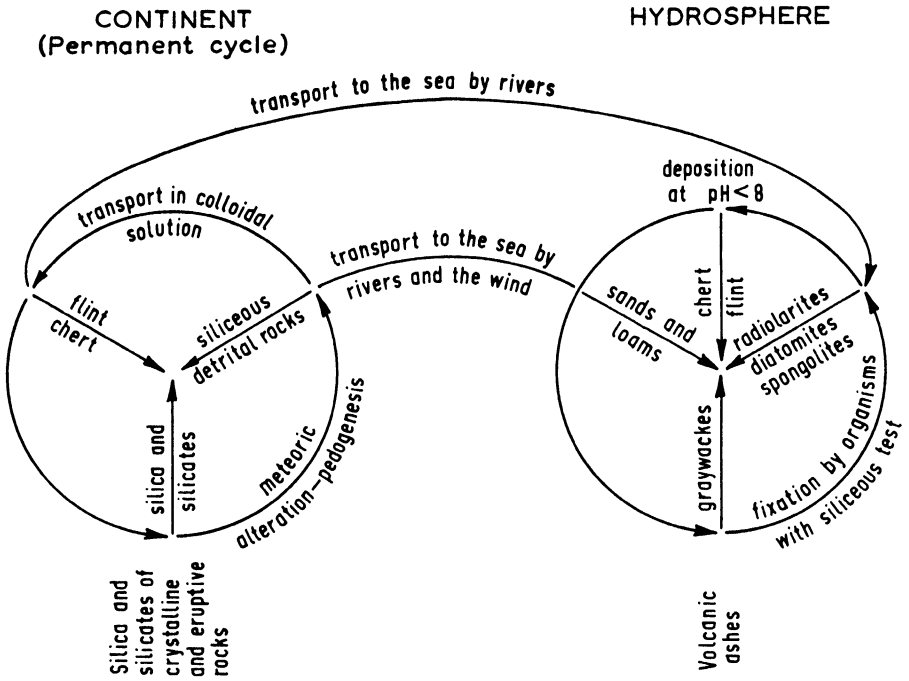 CONTINENT
(Permanent cycle)
HYDROSPHERE
transport to the sea by rivers
transport in colloidal
solution
flint
chert
siliceous
detrital rocks
silica and
silicates
meteoric
alteration—pedogenesis
Silica and
silicates of
crystalline
and eruptive
rocks
transport to the sea by
rivers and the wind
deposition
at pH<8
sands and
loams
chert
flint
radiolarites
diatomites
spongolites
graywackes
fixation by organisms
with siliceous test
Volcanic
ashes